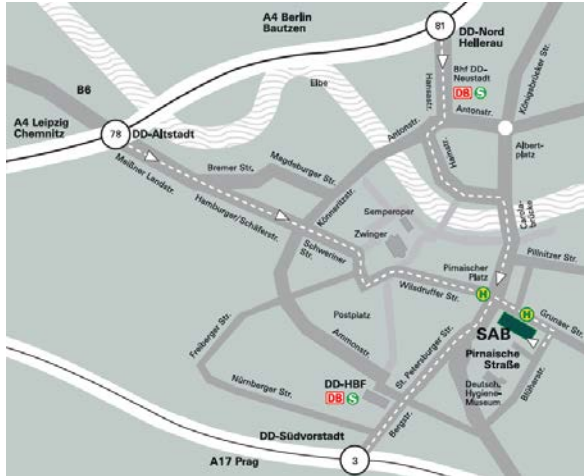 A4 Berlin
Bautzen
81
DD-Nord
Hellerau
Bhf DD-
Neustadt
DB S
Königsbrücker Str.
Hansastr.
B6
Elbe
A4 Leipzig
Chemnitz
78
DD-Altstadt
Antonstr.
Antonstr.
Albert-
platz
Hainstr.
Meißner Landstr.
Bremer Str.
Magdeburger Str.
Hamburger/Schäferstr.
Könneritzstr.
Semperoper
Zwinger
Carola-
brücke
Schweriner
Str.
Pillnitzer Str.
Pirnaischer
Platz
Wilsdruffer Str.
H
H
Grunaer Str.
Postplatz
SAB
Pirnaische
Straße
Freiberger Str.
Ammonstr.
St. Petersburger Str.
Nürnberger Str.
DD-HBF
DB S
Deutsch.
Hygiene-
Museum
Blüherstr.
Bergstr.
DD-Südvorstadt
A17 Prag
3